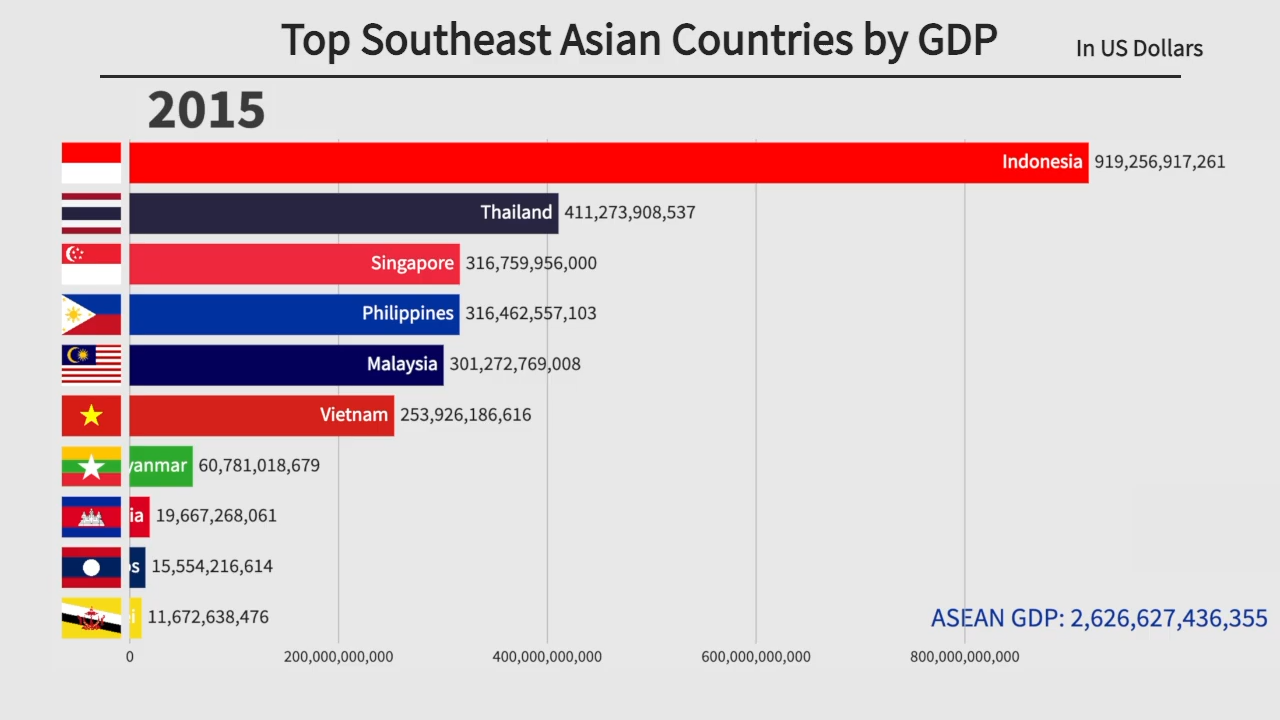 Top Southeast Asian Countries by GDP
In US Dollars
2015
Indonesia 919,256,917,261
Thailand 411,273,908,537
Singapore 316,759,956,000
Philippines 316,462,557,103
Malaysia 301,272,769,008
Vietnam 253,926,186,616
yanmar 60,781,018,679
ia 19,667,268,061
os 15,554,216,614
ei 11,672,638,476
ASEAN GDP: 2,626,627,436,355
0 200,000,000,000 400,000,000,000 600,000,000,000 800,000,000,000